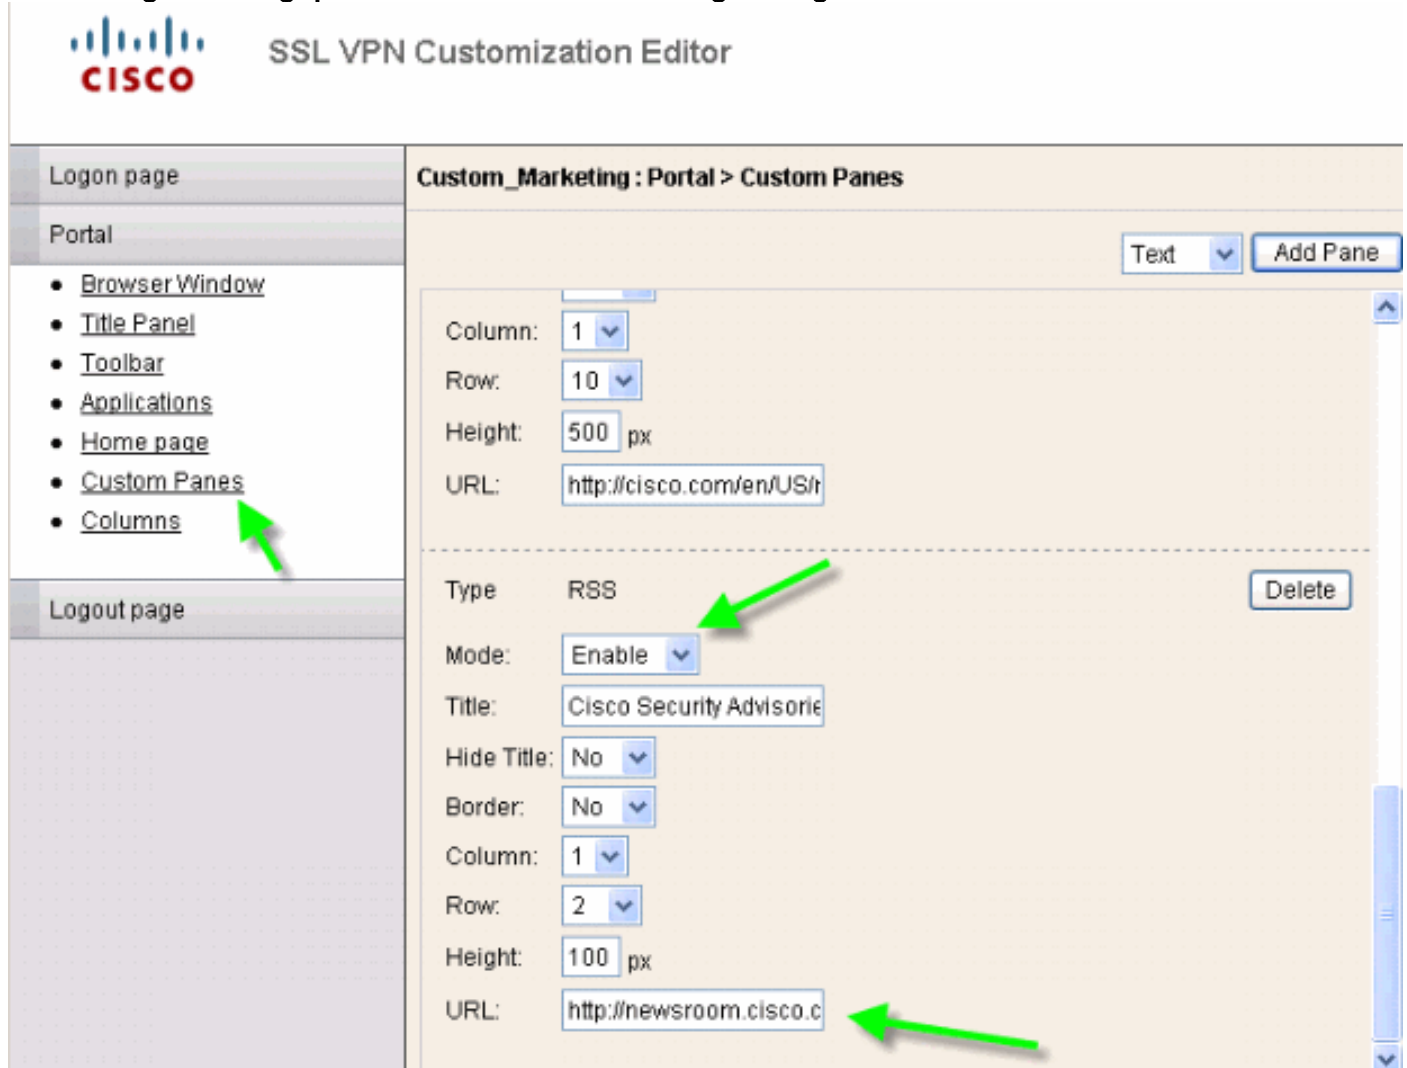 CISCO
SSL VPN Customization Editor
Logon page
Portal
Browser Window
Title Panel
Toolbar
Applications
Home page
Custom Panes
Columns
Logout page
Custom_Marketing : Portal > Custom Panes
Text
Add Pane
Column: 1
Row: 10
Height: 500 px
URL: http://cisco.com/en/US/r
Type RSS
Delete
Mode: Enable
Title: Cisco Security Advisorie
Hide Title: No
Border: No
Column: 1
Row: 2
Height: 100 px
URL: http://newsroom.cisco.c